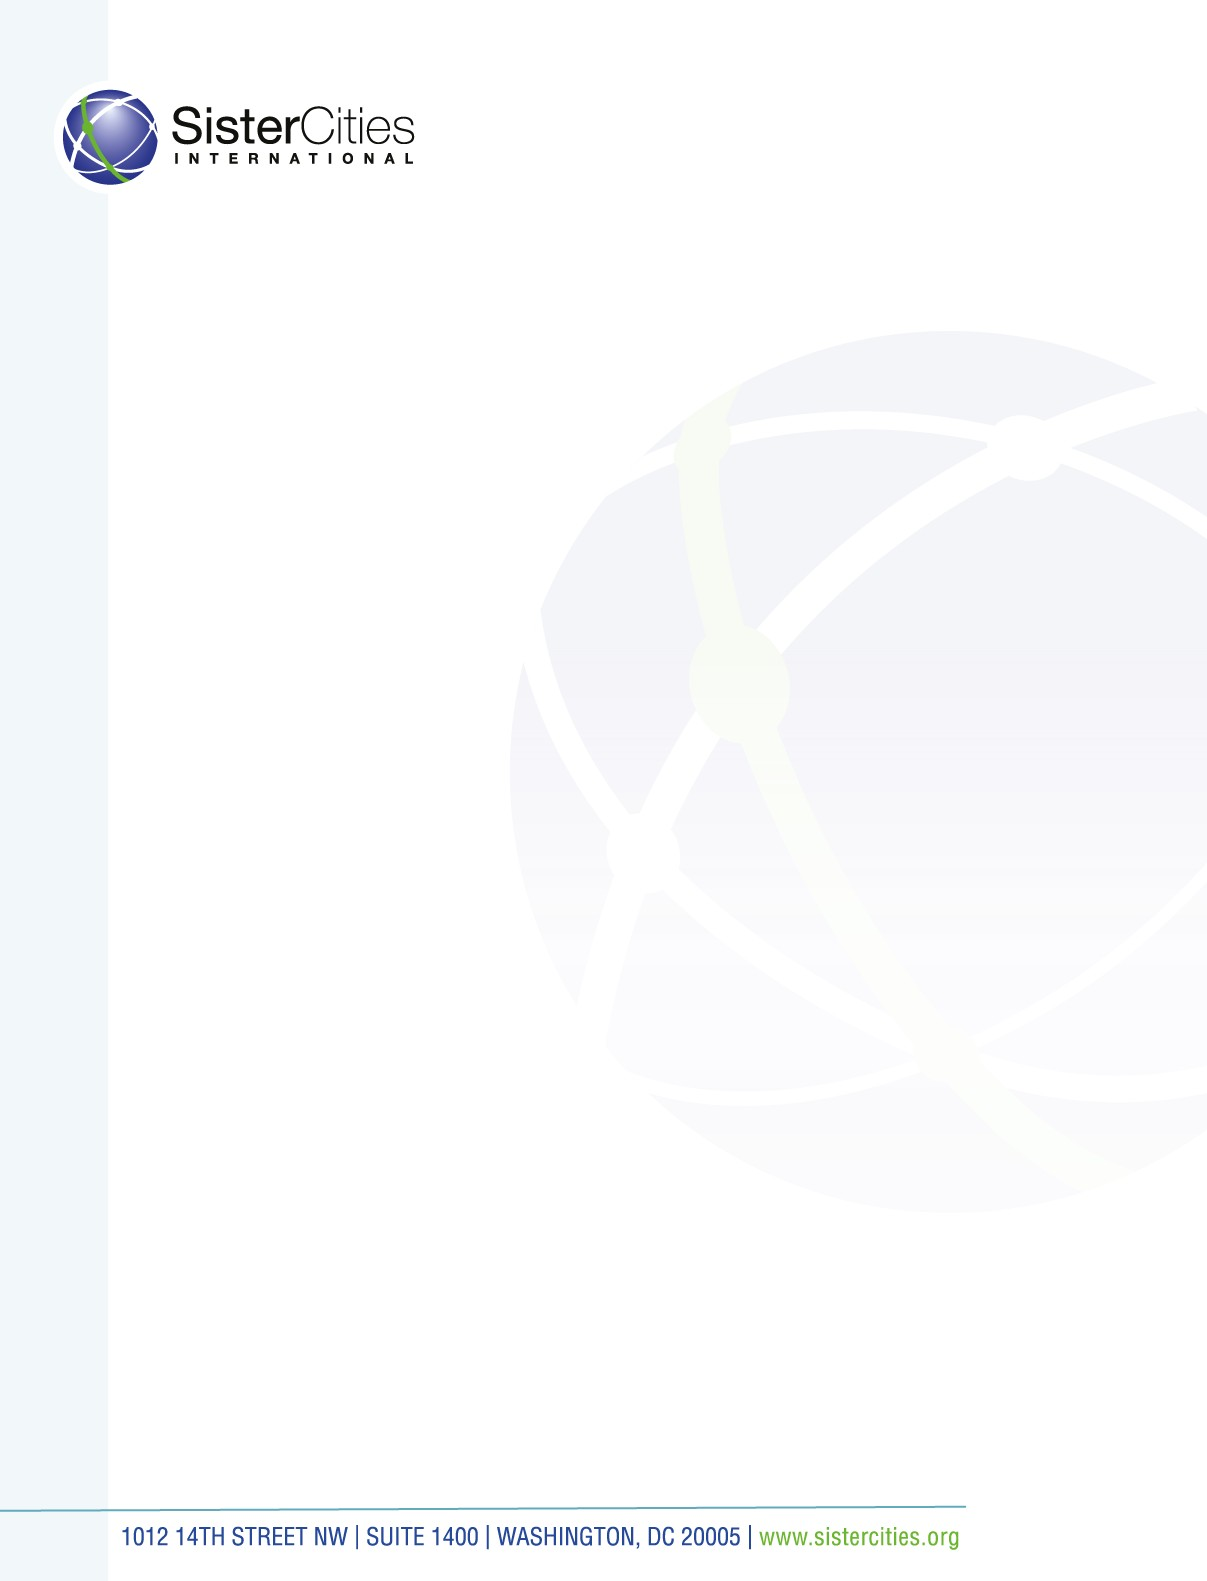 SisterCities
INTERNATIONAL
1012 14TH STREET NW | SUITE 1400 | WASHINGTON, DC 20005 | www.sistercities.org